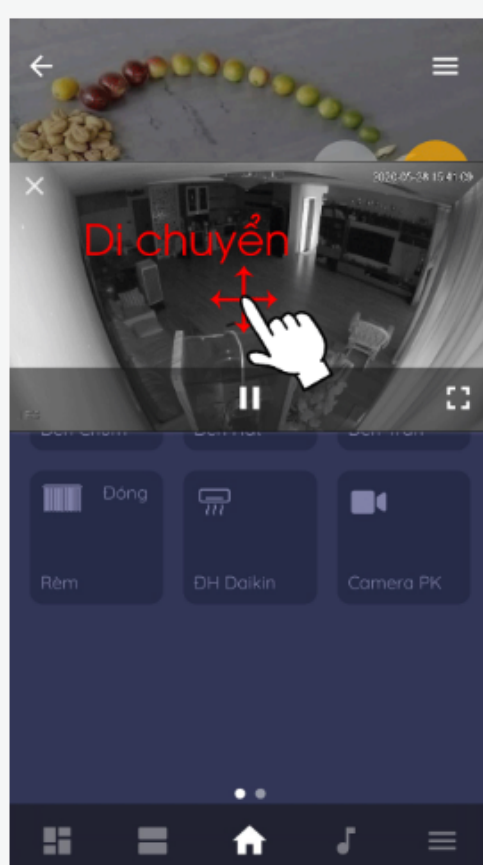 2020-05-28 15:41:09
Di chuyển
Đóng
Rèm
ĐH Daikin
Camera PK